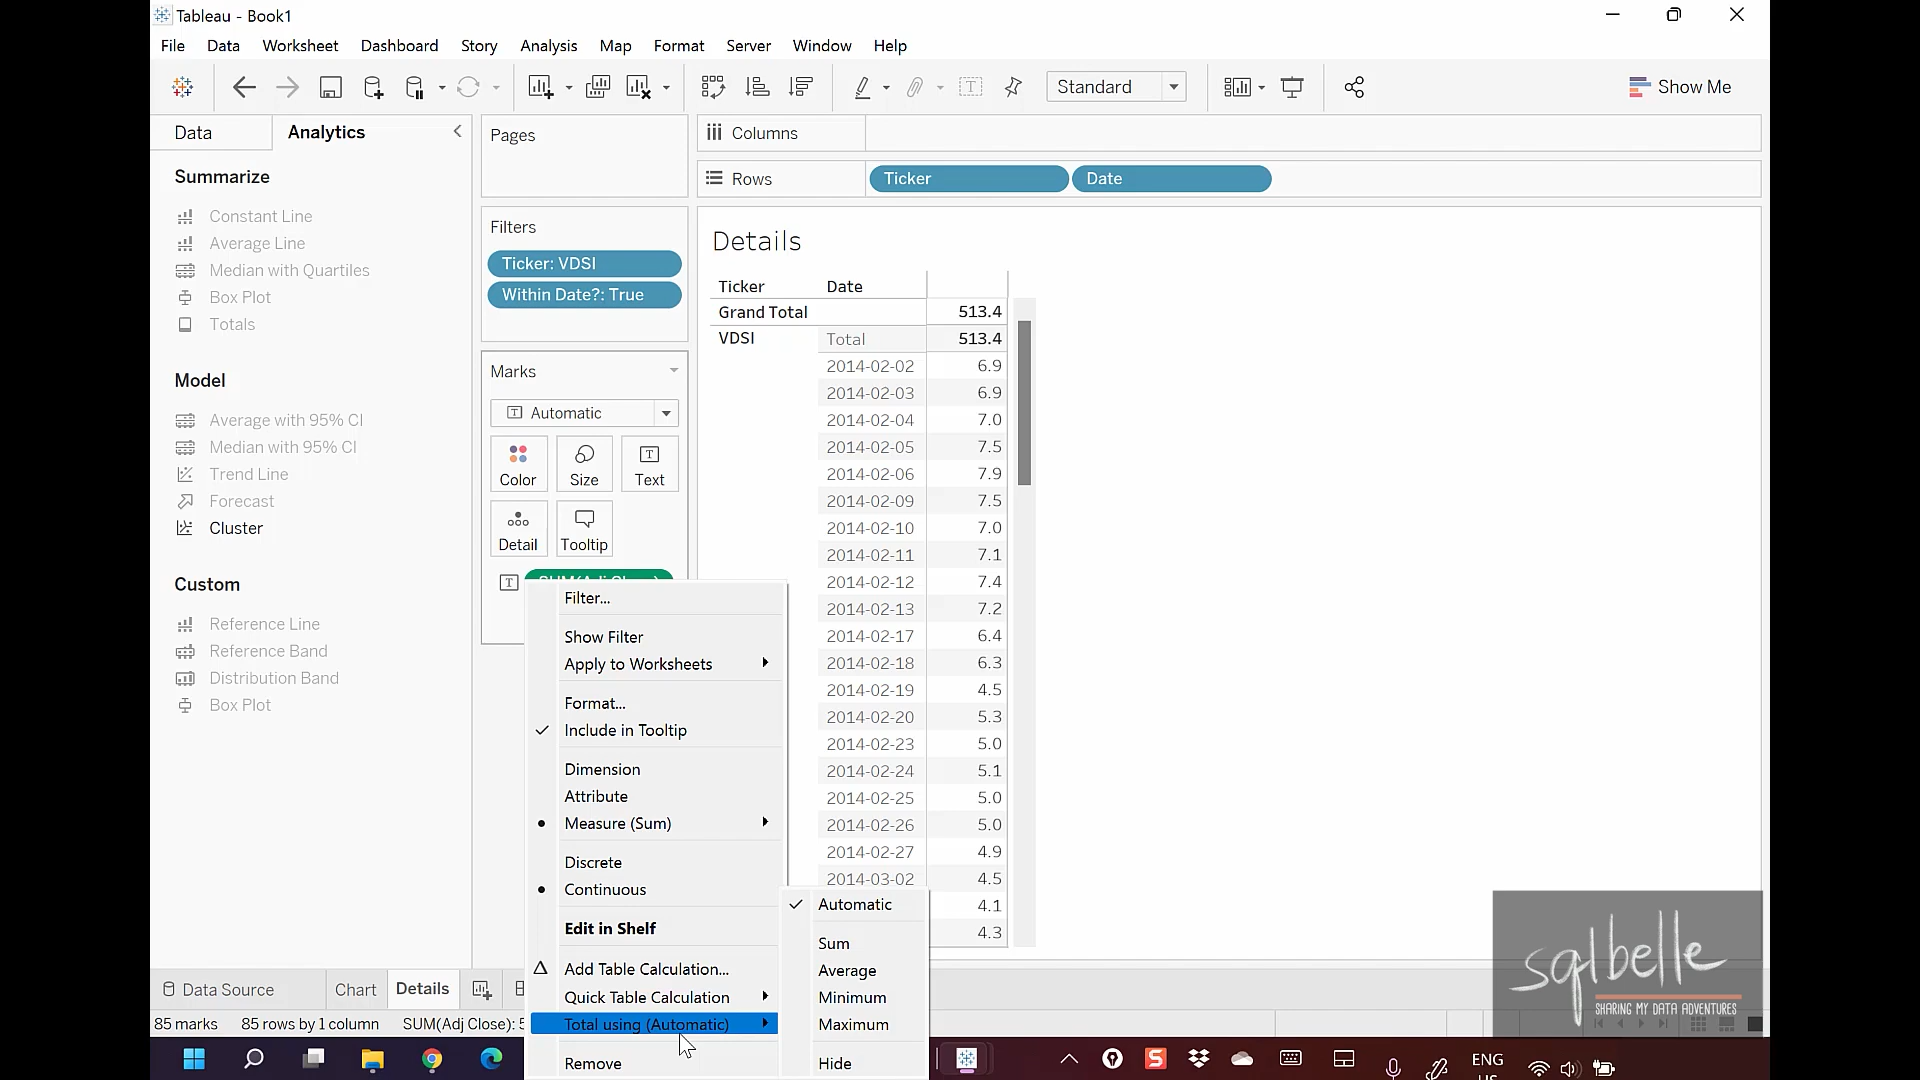 Tableau - Book1
File Data Worksheet Dashboard Story Analysis Map Format Server Window Help
Standard
Show Me
Data
Analytics
Summarize
Constant Line
Average Line
Median with Quartiles
Box Plot
Totals
Model
Average with 95% CI
Median with 95% CI
Trend Line
Forecast
Cluster
Custom
Reference Line
Reference Band
Distribution Band
Box Plot
Pages
Filters
Ticker: VDSI
Within Date?: True
Marks
Automatic
Color Size Text
Detail Tooltip
SUM(Adj Close)
Columns
Rows
Ticker
Date
Details
Ticker Date
Grand Total 513.4
VDSI Total 513.4
2014-02-02 6.9
2014-02-03 6.9
2014-02-04 7.0
2014-02-05 7.5
2014-02-06 7.9
2014-02-09 7.5
2014-02-10 7.0
2014-02-11 7.1
2014-02-12 7.4
2014-02-13 7.2
2014-02-17 6.4
2014-02-18 6.3
2014-02-19 4.5
2014-02-20 5.3
2014-02-23 5.0
2014-02-24 5.1
2014-02-25 5.0
2014-02-26 5.0
2014-02-27 4.9
2014-03-02 4.5
4.1
4.3
Filter...
Show Filter
Apply to Worksheets
Format...
Include in Tooltip
Dimension
Attribute
Measure (Sum)
Discrete
Continuous
Edit in Shelf
Add Table Calculation...
Quick Table Calculation
Total using (Automatic)
Remove
Automatic
Sum
Average
Minimum
Maximum
Hide
Data Source
Chart
Details
85 marks 85 rows by 1 column SUM(Adj Close): 5
sqlbelle
SHARING MY DATA ADVENTURES
ENG
US